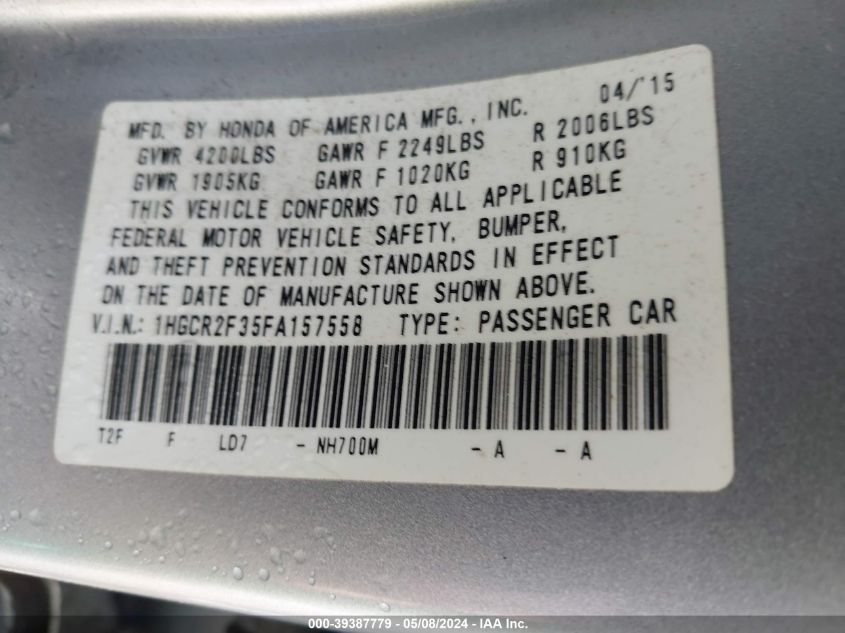 MFD. BY HONDA OF AMERICA MFG., INC. 04/'15
GVWR 4200LBS GAWR F 2249LBS R 2006LBS
GVWR 1905KG GAWR F 1020KG R 910KG
THIS VEHICLE CONFORMS TO ALL APPLICABLE
FEDERAL MOTOR VEHICLE SAFETY, BUMPER,
AND THEFT PREVENTION STANDARDS IN EFFECT
ON THE DATE OF MANUFACTURE SHOWN ABOVE.
V.I.N.: 1HGCR2F35FA157558 TYPE: PASSENGER CAR
T2F F LD7 - NH700M - A - A
000-39387779 - 05/08/2024 - IAA Inc.